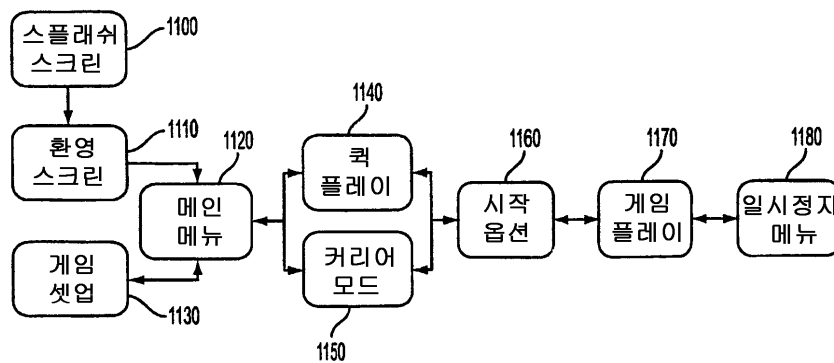 스플래쉬
스크린
1100
환영
스크린
1110
메인
메뉴
1120
게임
셋업
1130
퀵
플레이
1140
커리어
모드
1150
시작
옵션
1160
게임
플레이
1170
일시정지
메뉴
1180